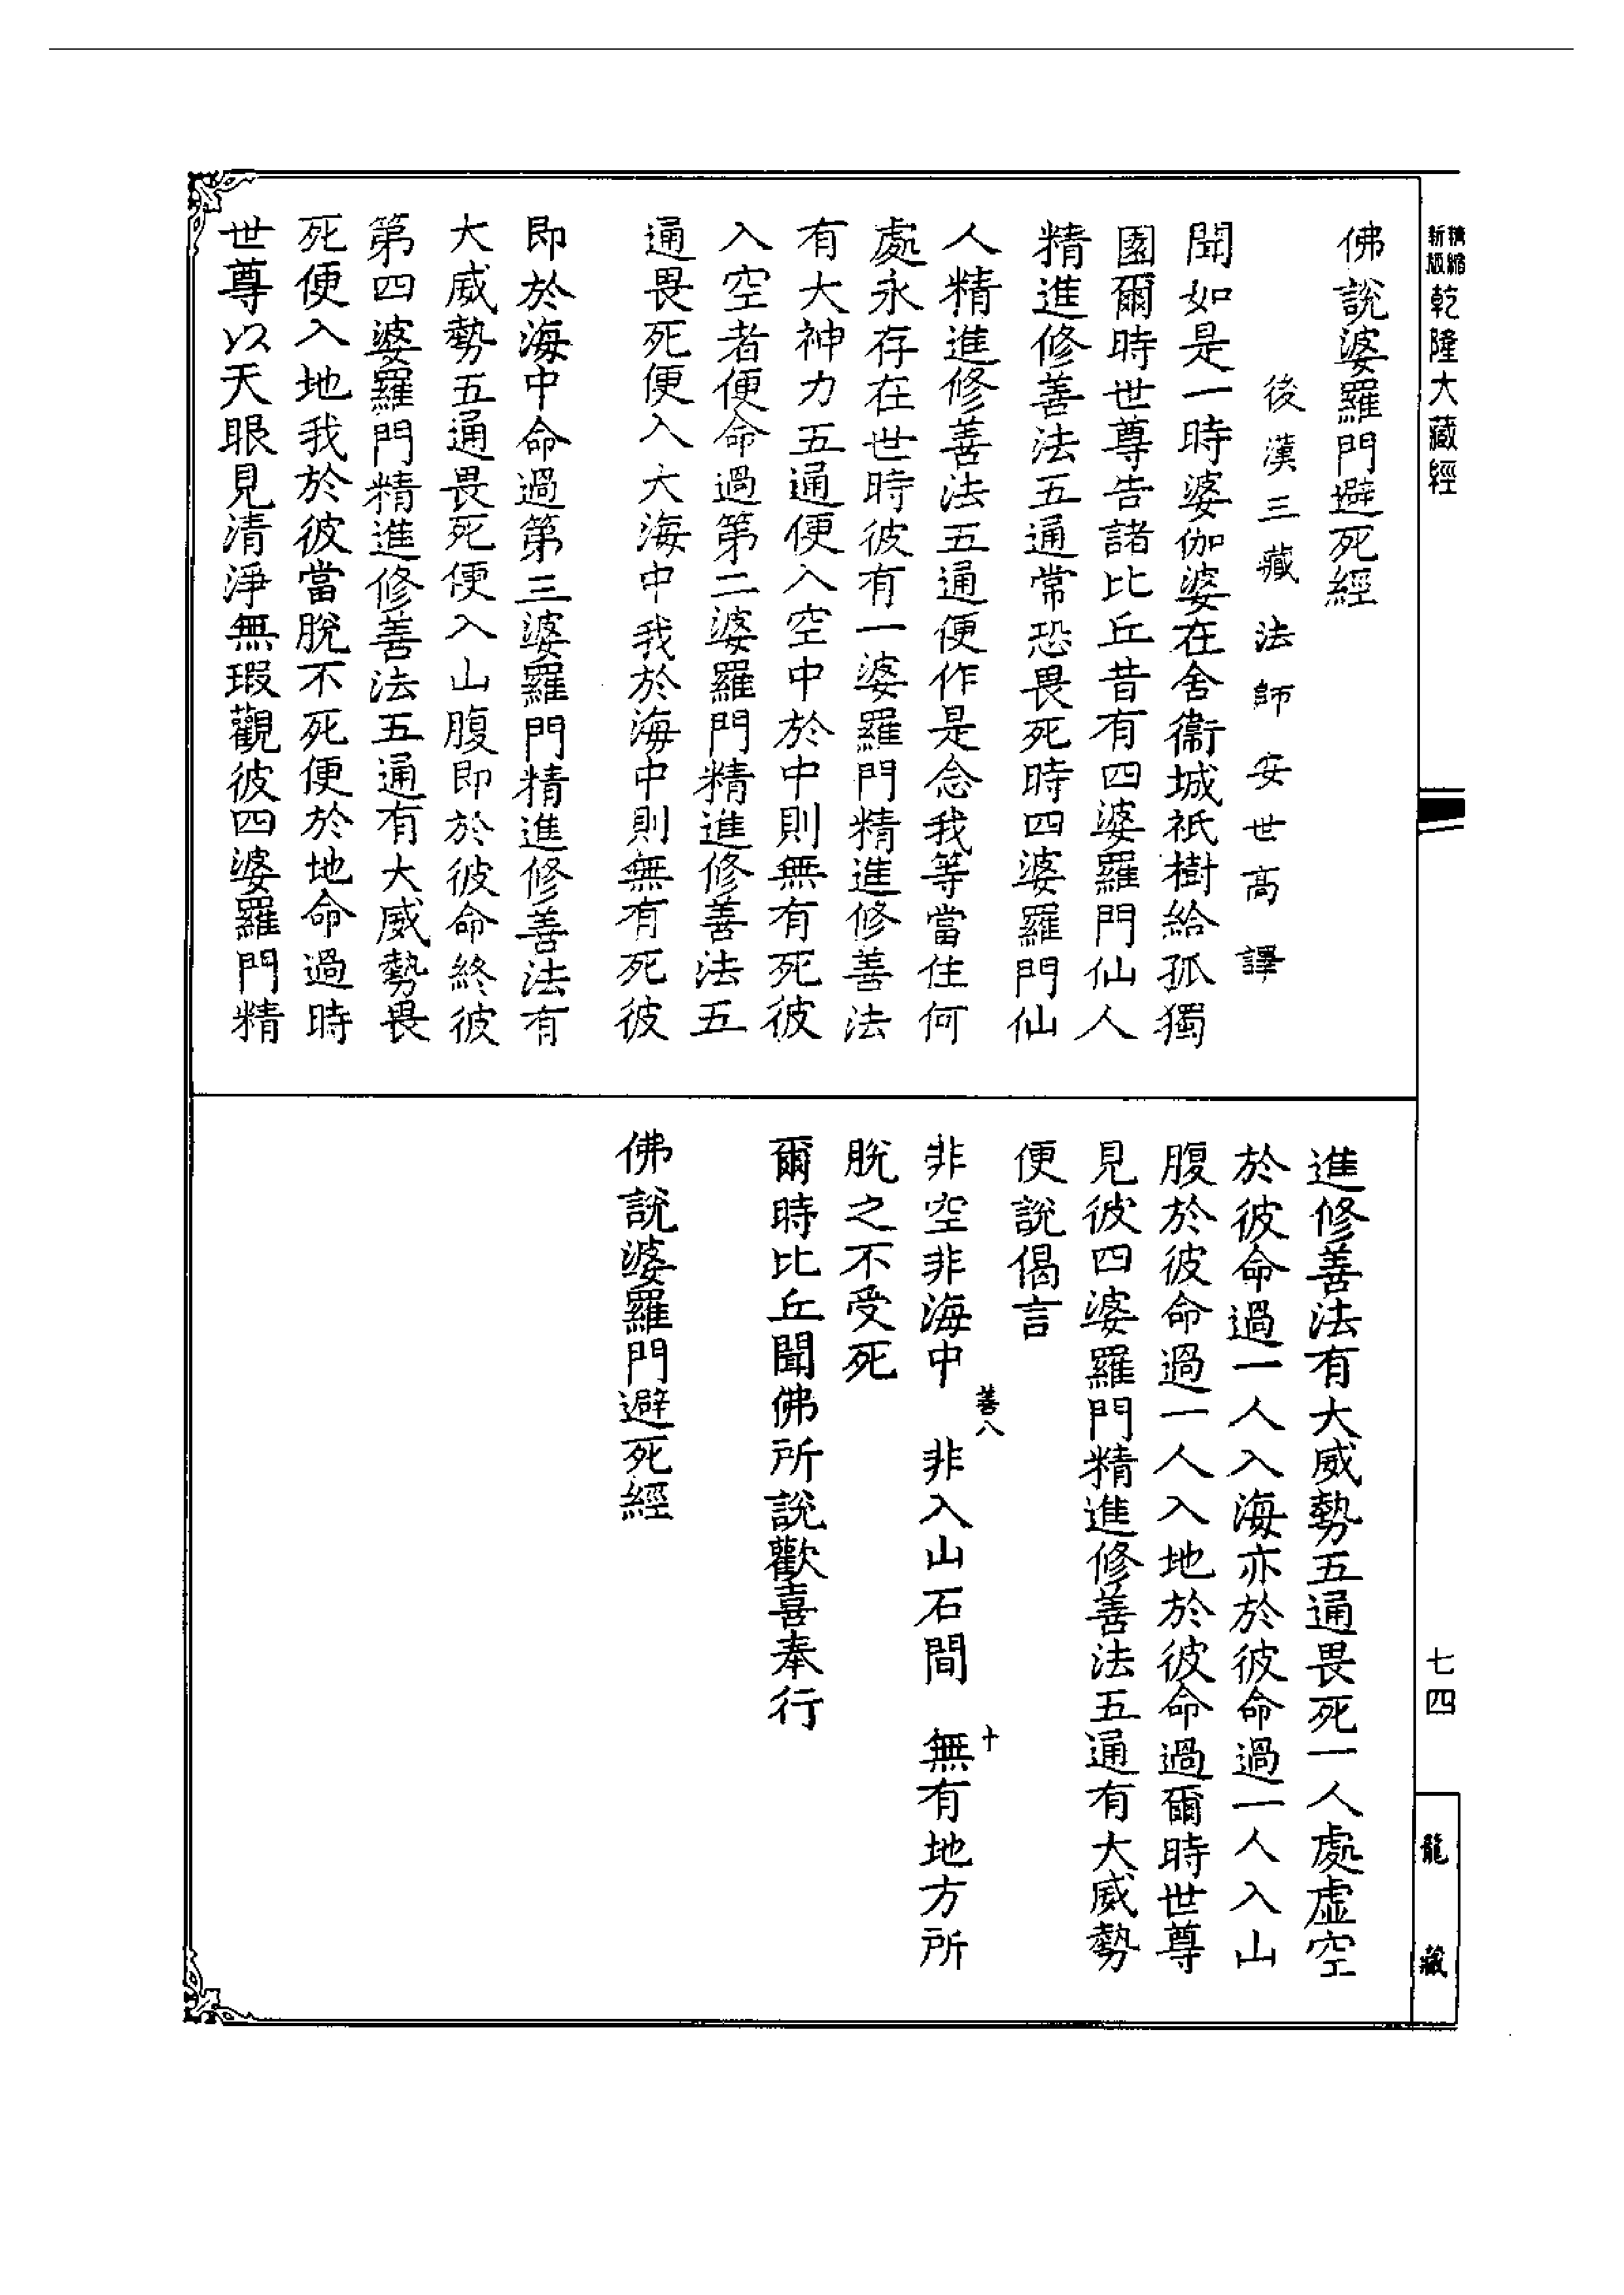 精縮
新版
乾隆大藏經
佛說婆羅門避死經
後漢三藏法師安世高譯
聞如是一時婆伽婆在舍衞城祇樹給孤獨
園爾時世尊告諸比丘昔有四婆羅門仙人
精進修善法五通常恐畏死時四婆羅門仙
人精進修善法五通便作是念我等當住何
處永存在世時彼有一婆羅門精進修善法
有大神力五通便入空中於中則無有死彼
入空者便命過第二婆羅門精進修善法五
通畏死便入大海中我於海中則無有死彼
即於海中命過第三婆羅門精進修善法有
大威勢五通畏死便入山腹即於彼命終彼
第四婆羅門精進修善法五通有大威勢畏
死便入地我於彼當脫不死便於地命過時
世尊以天眼見清淨無瑕觀彼四婆羅門精
進修善法有大威勢五通畏死一人處虛空
於彼命過一人入海亦於彼命過一人入山
腹於彼命過一人入地於彼命過爾時世尊
見彼四婆羅門精進修善法五通有大威勢
便說偈言
善八
十
非空非海中　非入山石間　無有地方所
脫之不受死
爾時比丘聞佛所說歡喜奉行
佛說婆羅門避死經
七四
龍藏